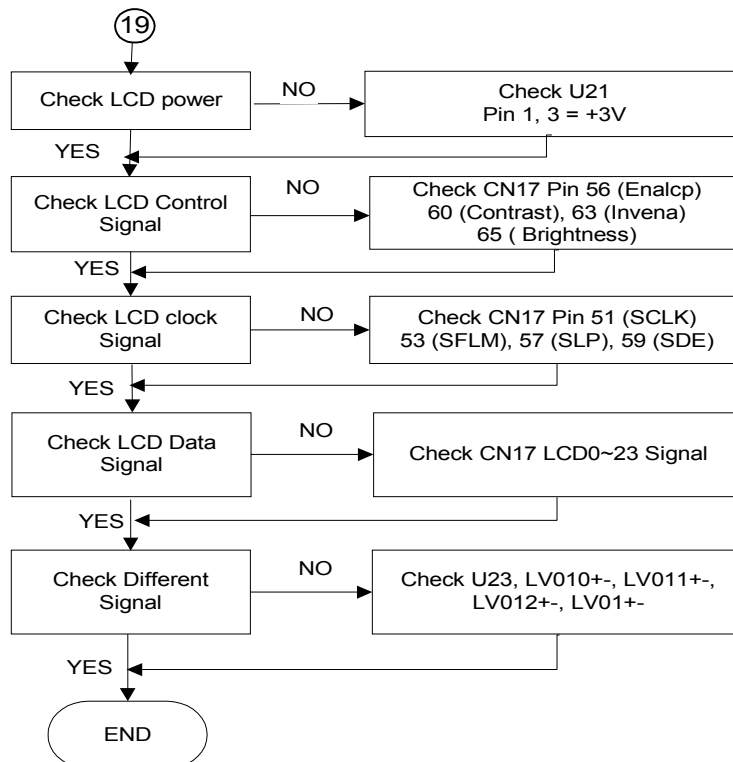 19
Check LCD power
NO
Check U21
Pin 1, 3 = +3V
YES
Check LCD Control
Signal
NO
Check CN17 Pin 56 (Enalcp)
60 (Contrast), 63 (Invena)
65 ( Brightness)
YES
Check LCD clock
Signal
NO
Check CN17 Pin 51 (SCLK)
53 (SFLM), 57 (SLP), 59 (SDE)
YES
Check LCD Data
Signal
NO
Check CN17 LCD0~23 Signal
YES
Check Different
Signal
NO
Check U23, LV010+-, LV011+-,
LV012+-, LV01+-
YES
END